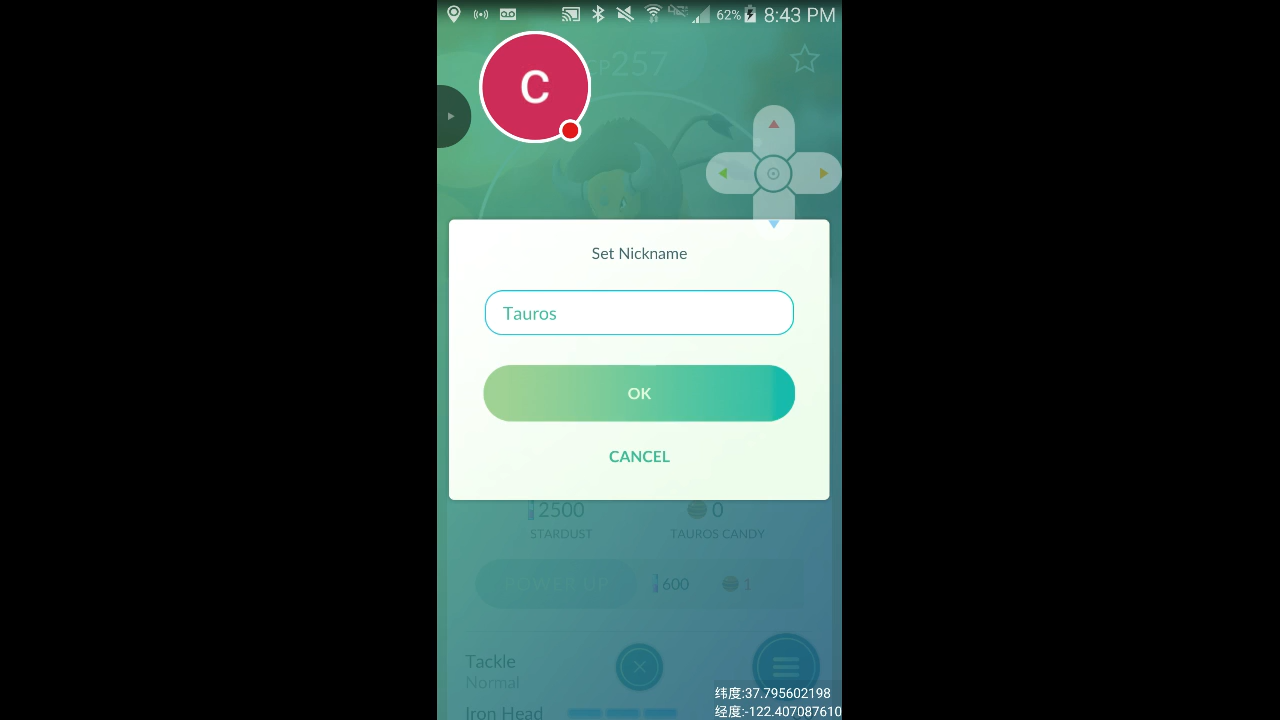 62% 8:43 PM
C
CP257
Set Nickname
Tauros
OK
CANCEL
2500
0
STARDUST
TAUROS CANDY
POWER UP
600
1
Tackle
Normal
Iron Head
纬度:37.795602198
经度:-122.407087610